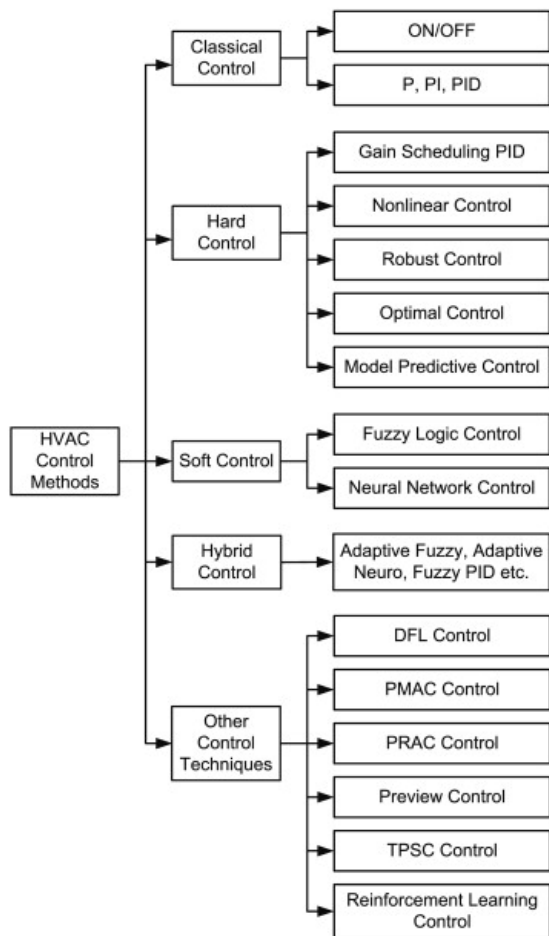 HVAC
Control
Methods
Classical
Control
ON/OFF
P, PI, PID
Hard
Control
Gain Scheduling PID
Nonlinear Control
Robust Control
Optimal Control
Model Predictive Control
Soft Control
Fuzzy Logic Control
Neural Network Control
Hybrid
Control
Adaptive Fuzzy, Adaptive
Neuro, Fuzzy PID etc.
Other
Control
Techniques
DFL Control
PMAC Control
PRAC Control
Preview Control
TPSC Control
Reinforcement Learning
Control